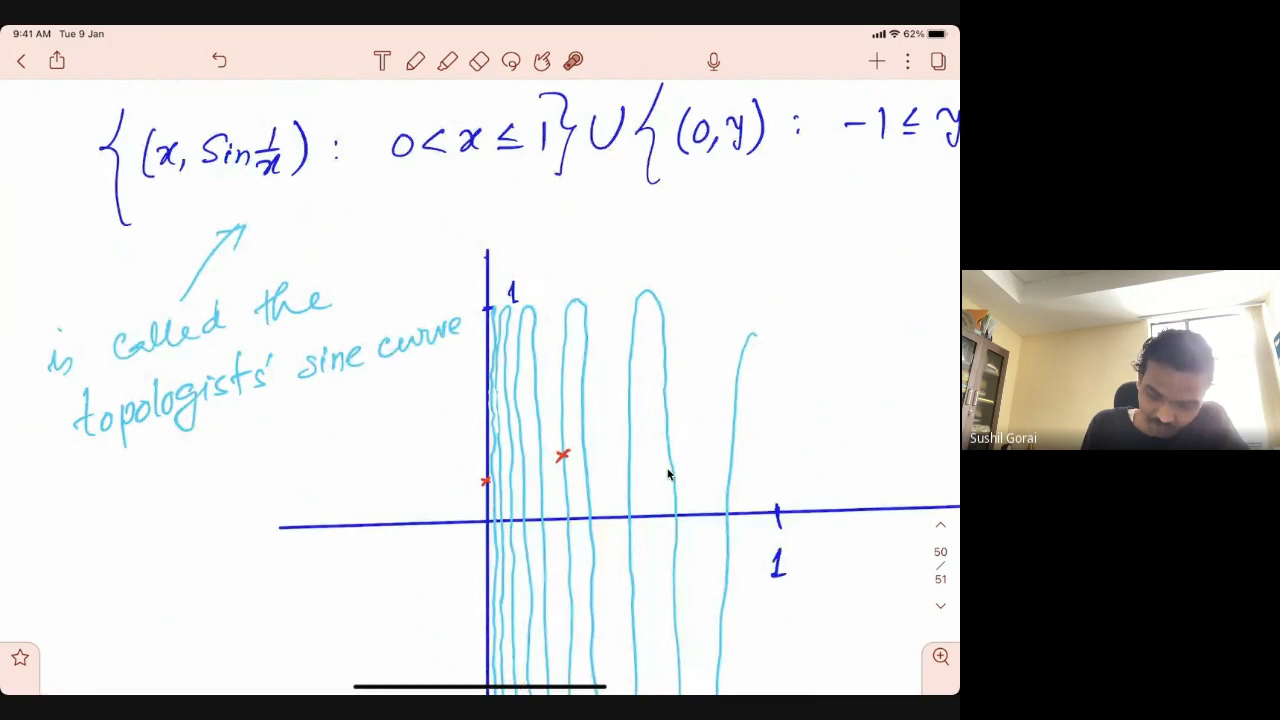 9:41 AM Tue 9 Jan
62%
{(x, Sin 1/x) : 0 < x ≤ 1} ∪ {(0, y) : -1 ≤ y
is called the
topologists' sine curve
1
1
50
/
51
Sushil Gorai